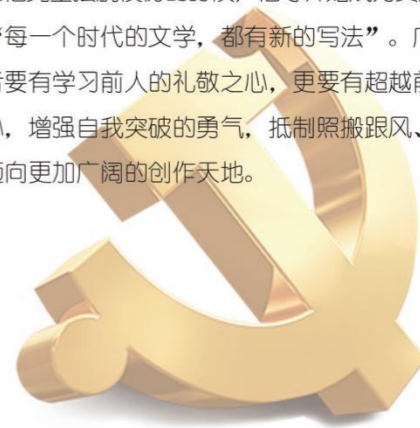 “每一个时代的文学，都有新的写法”。
要有学习前人的礼敬之心，更要有超越前
，增强自我突破的勇气，抵制照搬跟风、
向更加广阔的创作天地。